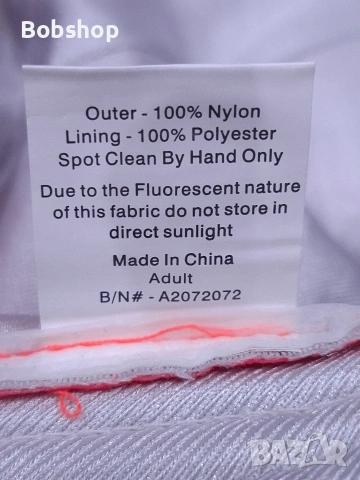 Bobshop
Outer - 100% Nylon
Lining - 100% Polyester
Spot Clean By Hand Only
Due to the Fluorescent nature
of this fabric do not store in
direct sunlight
Made In China
Adult
B/N# - A2072072
BAZAR